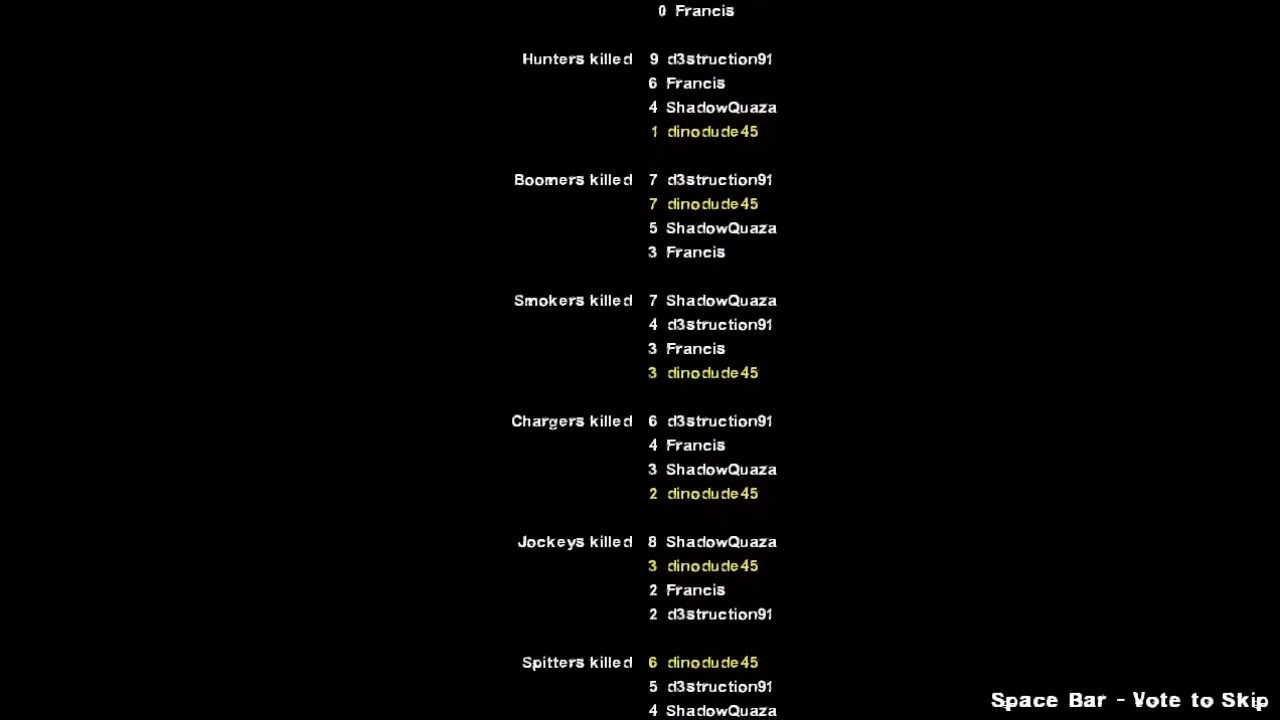 0 Francis
Hunters killed 9 d3struction91
6 Francis
4 ShadowQuaza
1 dinodude45
Boomers killed 7 d3struction91
7 dinodude45
5 ShadowQuaza
3 Francis
Smokers killed 7 ShadowQuaza
4 d3struction91
3 Francis
3 dinodude45
Chargers killed 6 d3struction91
4 Francis
3 ShadowQuaza
2 dinodude45
Jockeys killed 8 ShadowQuaza
3 dinodude45
2 Francis
2 d3struction91
Spitters killed 6 dinodude45
5 d3struction91
4 ShadowQuaza
Space Bar - Vote to Skip